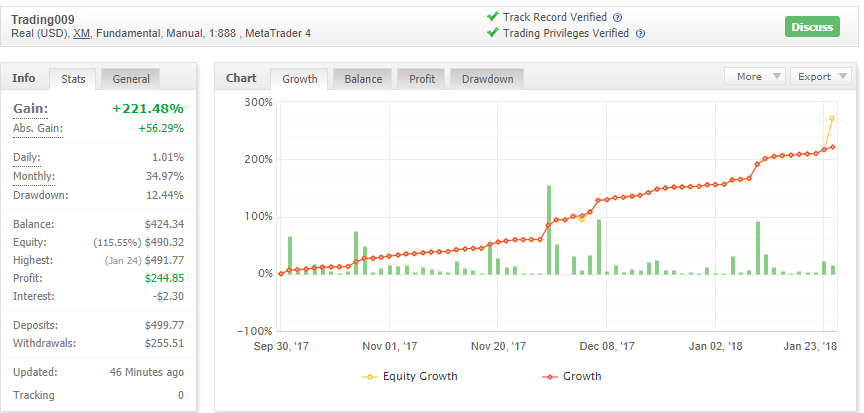 Trading009
Real (USD), XM, Fundamental, Manual, 1:888 , MetaTrader 4
Track Record Verified ?
Trading Privileges Verified ?
Discuss
Info Stats General
Gain: +221.48%
Abs. Gain: +56.29%
Daily: 1.01%
Monthly: 34.97%
Drawdown: 12.44%
Balance: $424.34
Equity: (115.55%) $490.32
Highest: (Jan 24) $491.77
Profit: $244.85
Interest: -$2.30
Deposits: $499.77
Withdrawals: $255.51
Updated: 46 Minutes ago
Tracking 0
Chart Growth Balance Profit Drawdown More Export
300%
200%
100%
0%
-100%
Sep 30, '17 Nov 01, '17 Nov 20, '17 Dec 08, '17 Jan 02, '18 Jan 23, '18
Equity Growth Growth